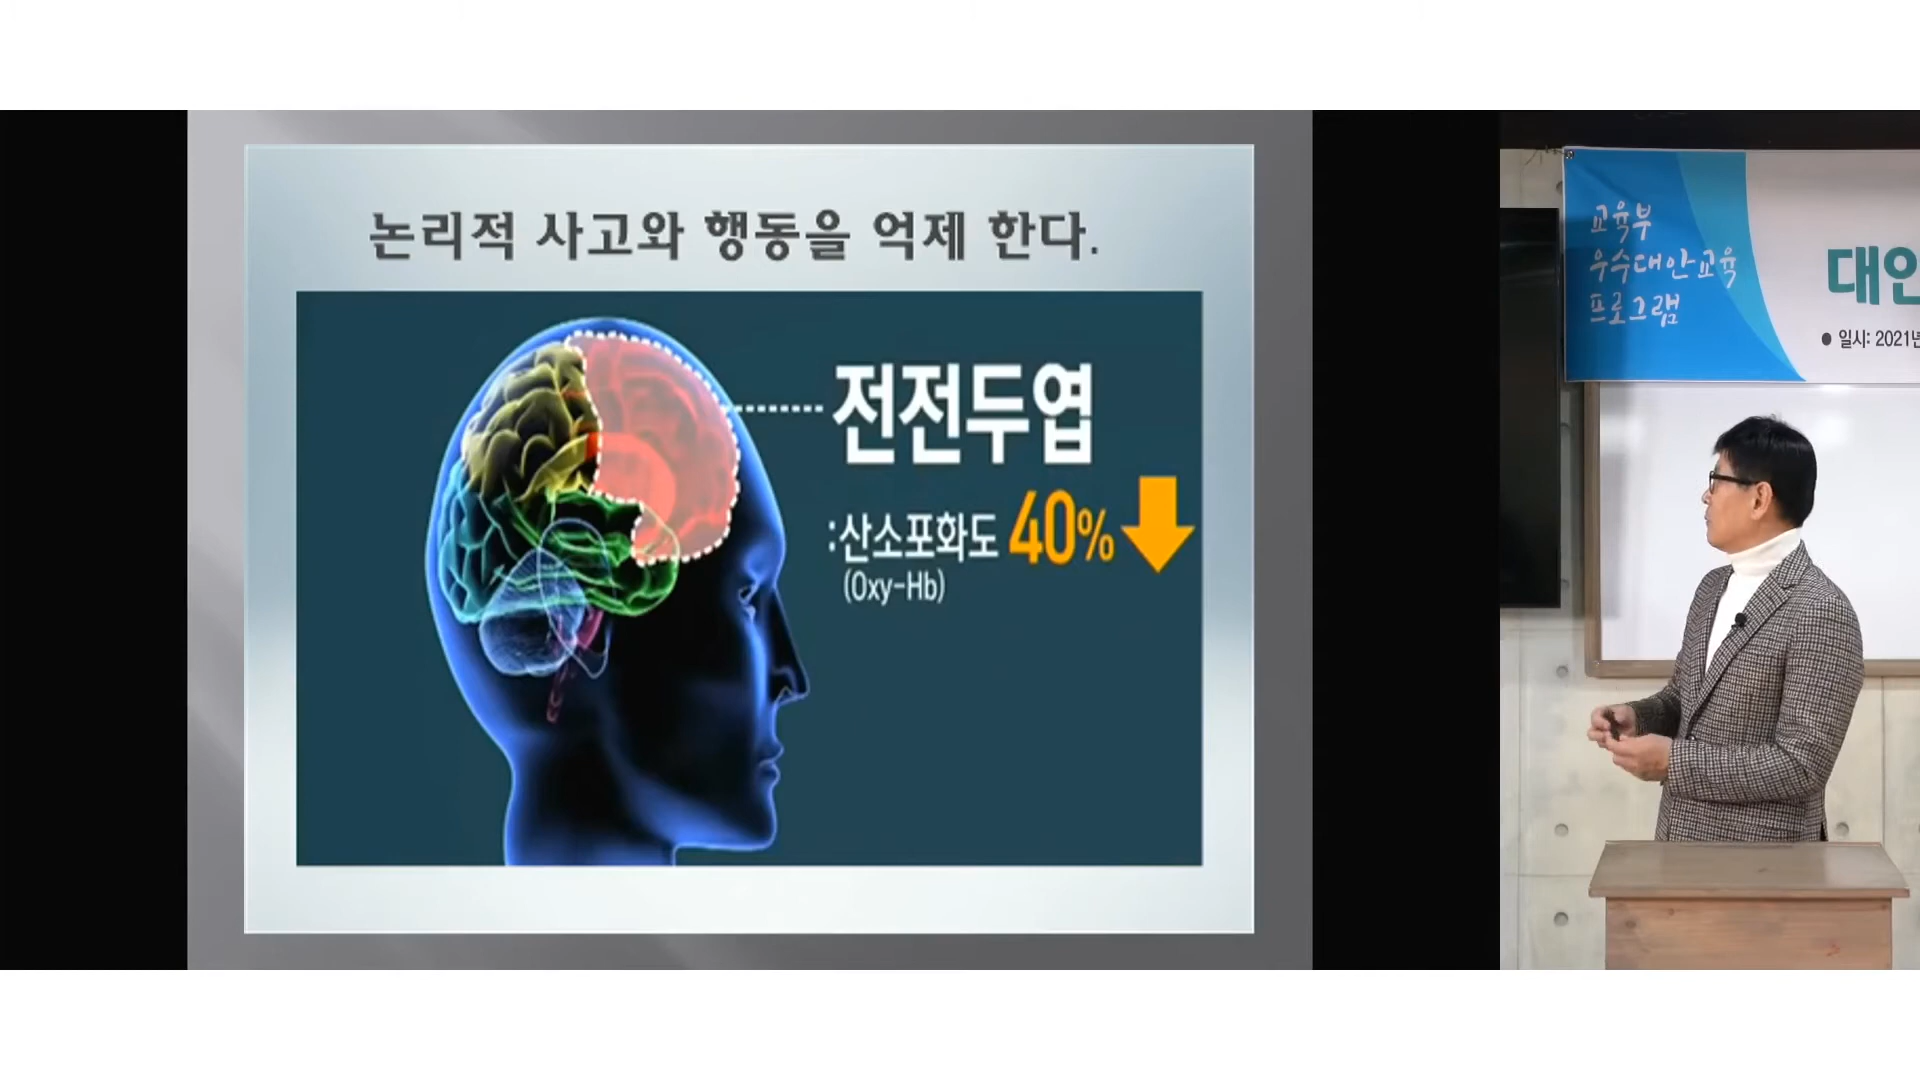 논리적 사고와 행동을 억제 한다.
전전두엽
:산소포화도 40%
(Oxy-Hb)
교육부
우수대안교육
프로그램
● 일시: 2021년